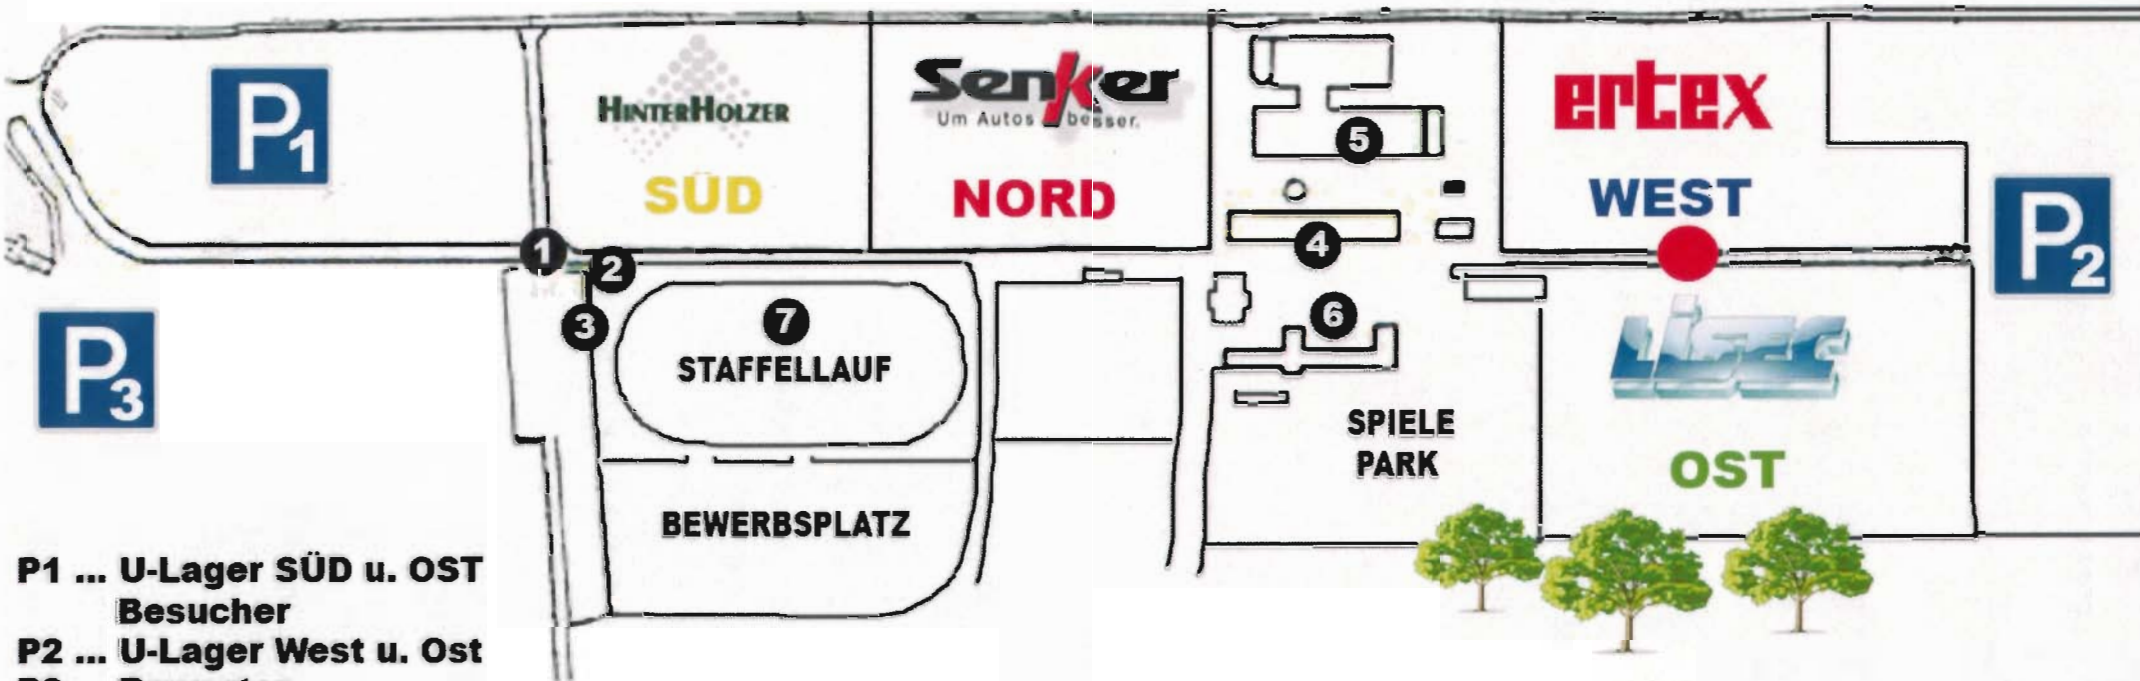 P1
HINTERHOLZER
SÜD
Senker
Um Autos besser.
NORD
5
ertex
WEST
P2
1
2
4
3
7
STAFFELLAUF
6
P3
SPIELE
PARK
OST
BEWERBSPLATZ
P1 ... U-Lager SÜD u. OST
Besucher
P2 ... U-Lager West u. Ost